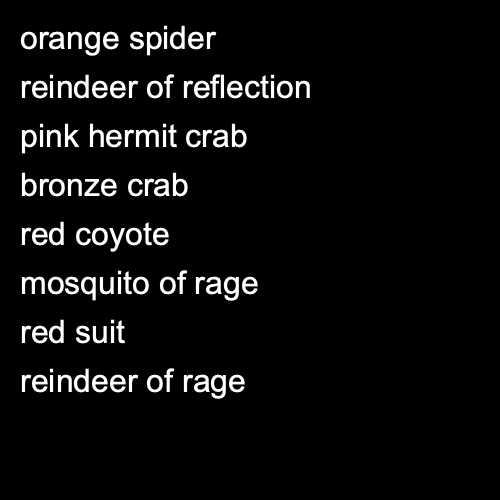 orange spider
reindeer of reflection
pink hermit crab
bronze crab
red coyote
mosquito of rage
red suit
reindeer of rage